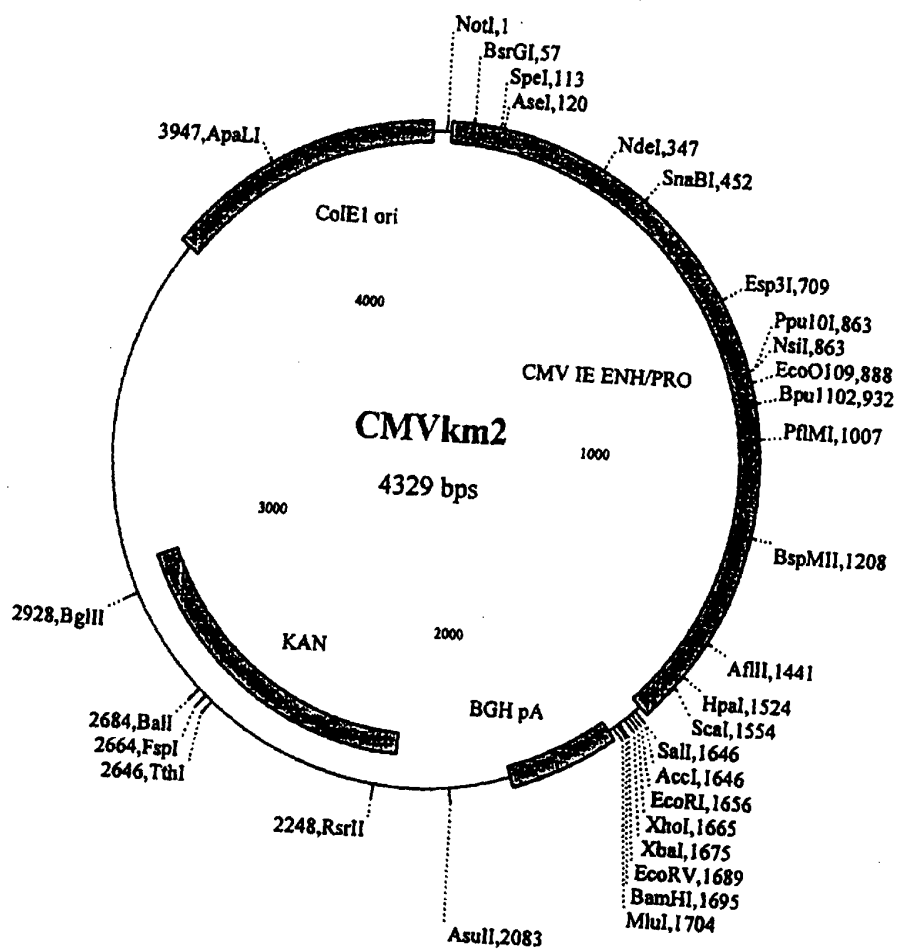 NotI,1
BsrGI,57
SpeI,113
AseI,120
NdeI,347
SnaBI,452
Esp3I,709
Ppu10I,863
NsiI,863
EcoO109,888
Bpu1102,932
PflMI,1007
BspMII,1208
AflII,1441
HpaI,1524
ScaI,1554
SalI,1646
AccI,1646
EcoRI,1656
XhoI,1665
XbaI,1675
EcoRV,1689
BamHI,1695
MluI,1704
AsuII,2083
2248,RsrII
2646,TthI
2664,FspI
2684,BalI
2928,BglII
3947,ApaLI
ColE1 ori
4000
CMV IE ENH/PRO
CMVkm2
4329 bps
1000
3000
2000
KAN
BGH pA